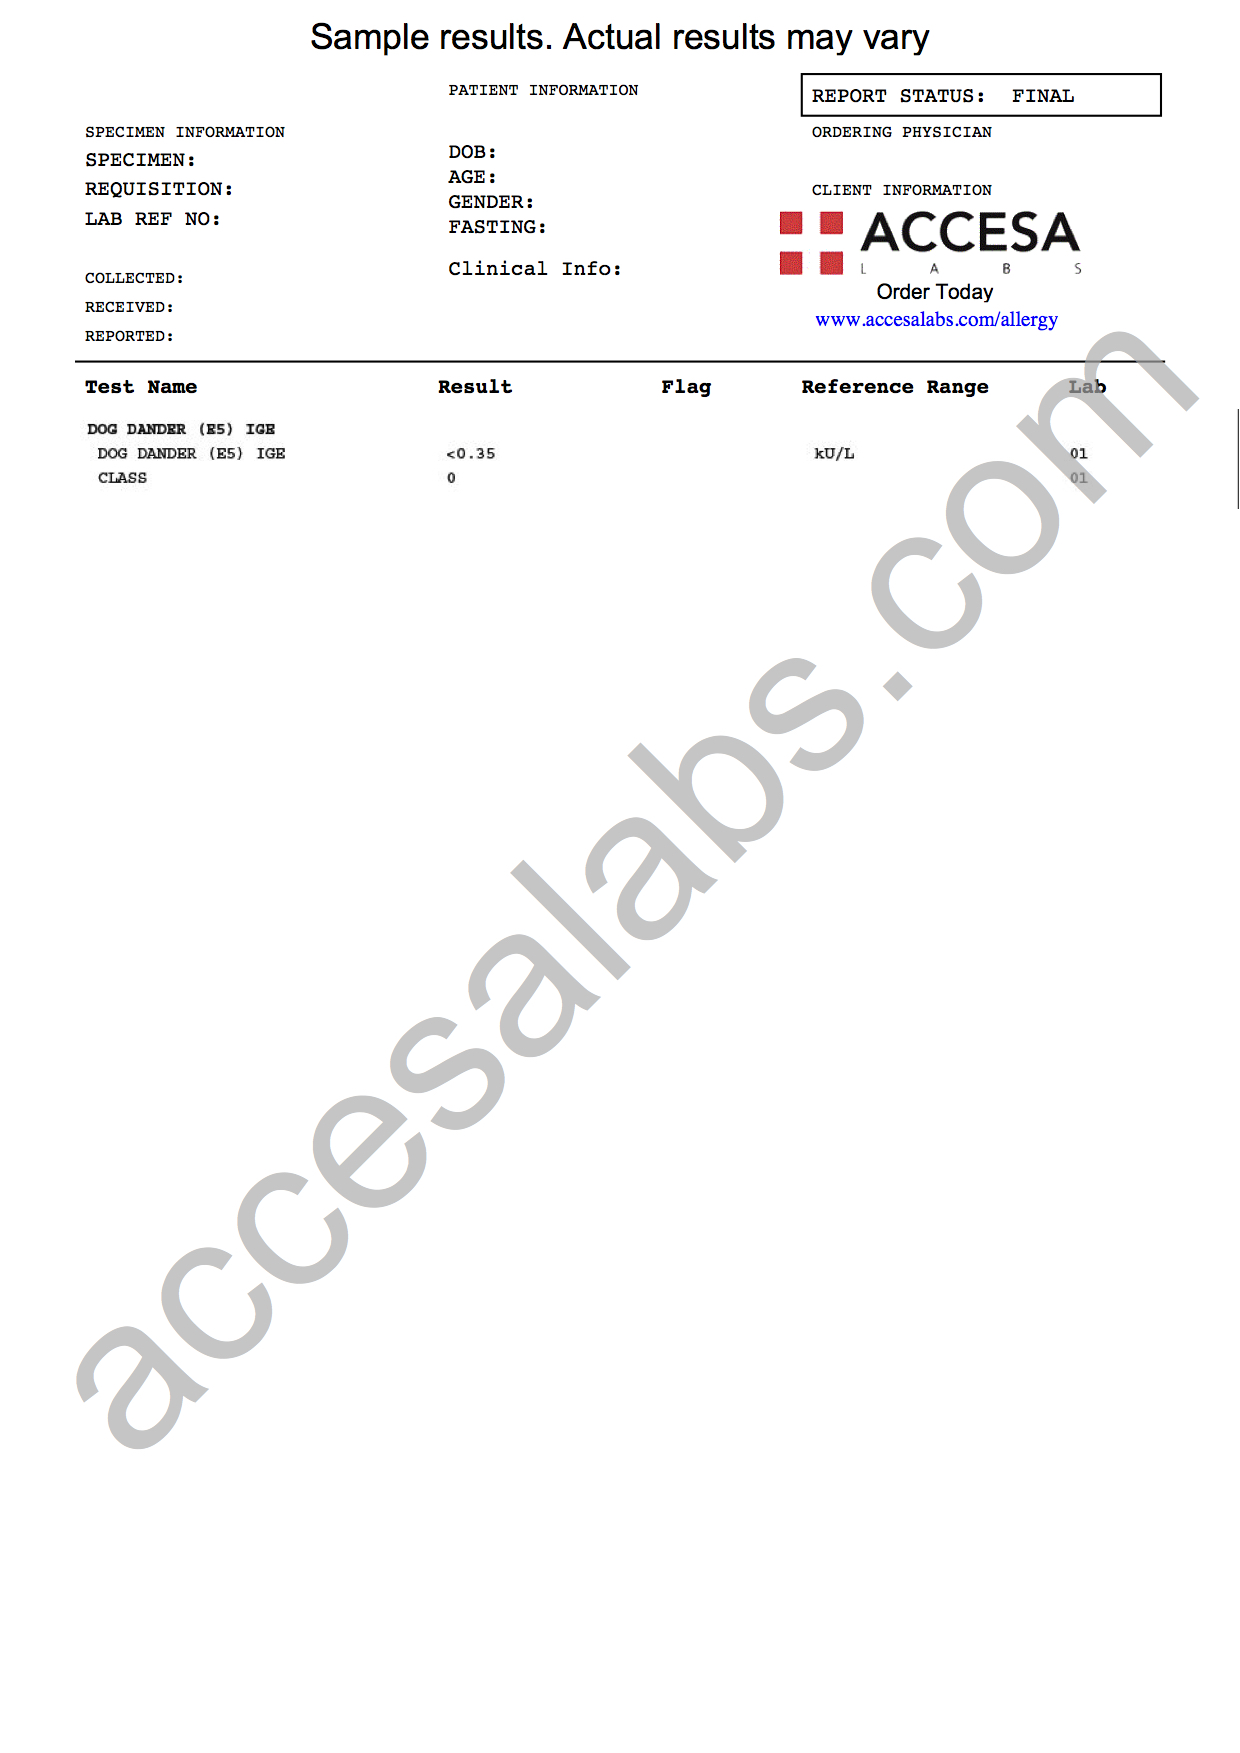 Sample results. Actual results may vary
PATIENT INFORMATION
REPORT STATUS: FINAL
SPECIMEN INFORMATION
ORDERING PHYSICIAN
SPECIMEN:
DOB:
REQUISITION:
AGE:
CLIENT INFORMATION
LAB REF NO:
GENDER:
FASTING:
ACCESA
LABS
Clinical Info:
COLLECTED:
Order Today
RECEIVED:
www.accesalabs.com/allergy
REPORTED:
Test Name Result Flag Reference Range Lab
DOG DANDER (E5) IGE
DOG DANDER (E5) IGE <0.35 kU/L 01
CLASS 0 01
accesalabs.com